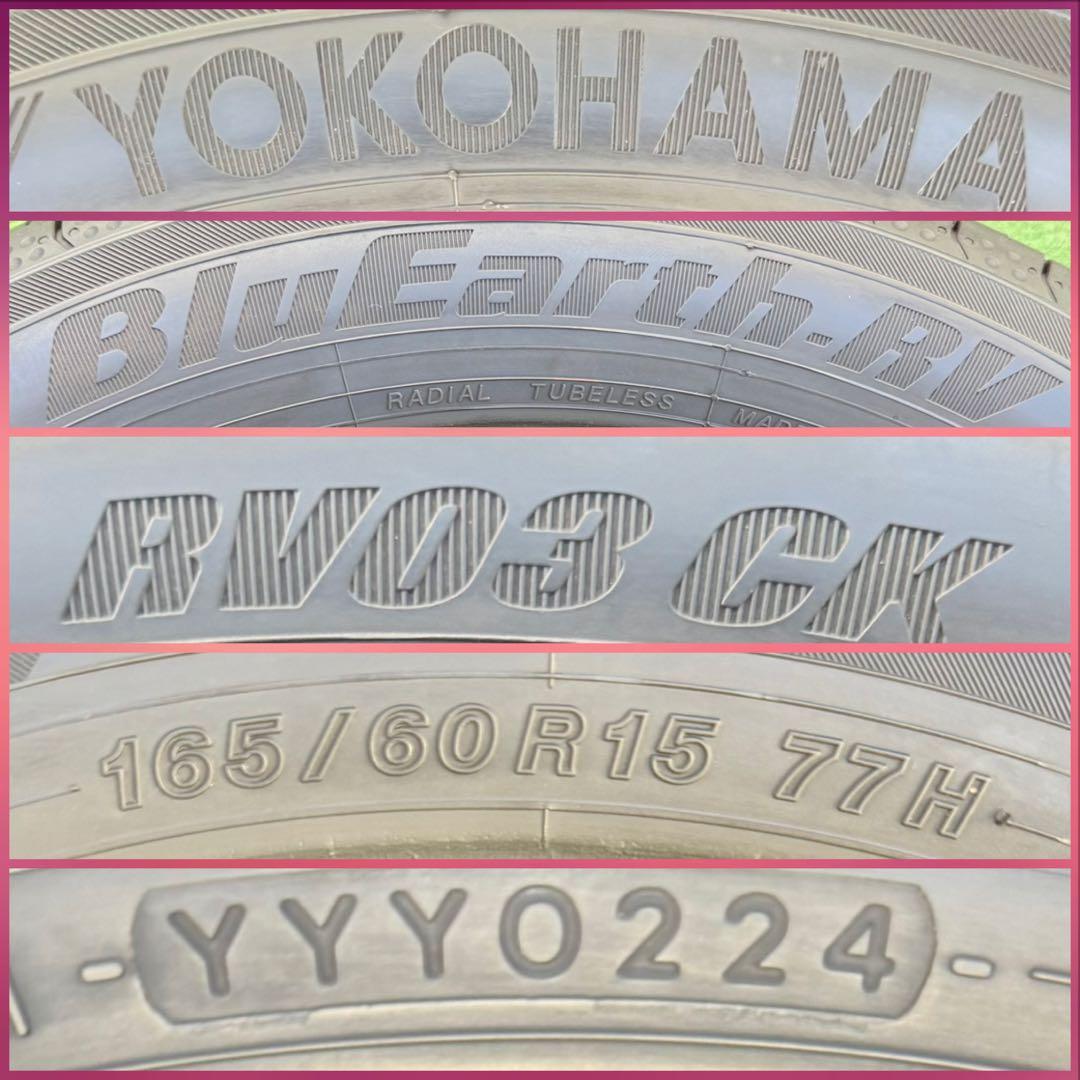 YOKOHAMA
BluEarth-RV
RADIAL TUBELESS
RV03 CK
165/60R15 77H
YYY0224